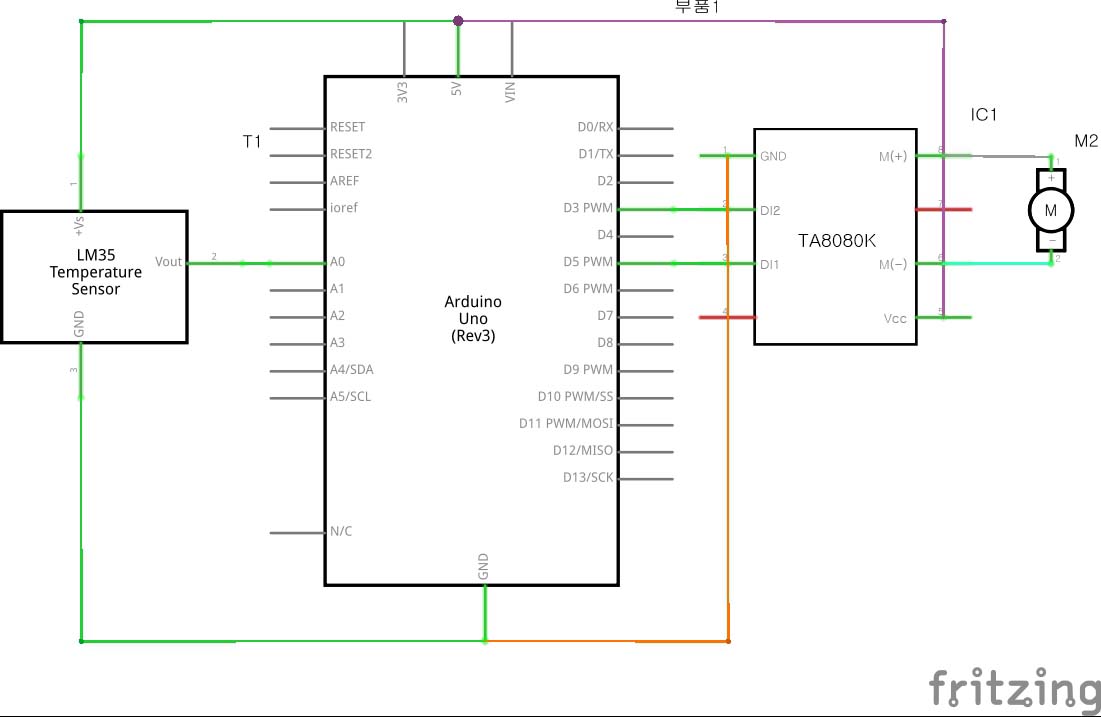 부품1
3V3
5V
VIN
IC1
M2
T1
RESET
RESET2
AREF
ioref
A0
A1
A2
A3
A4/SDA
A5/SCL
N/C
GND
Arduino
Uno
(Rev3)
D0/RX
D1/TX
D2
D3 PWM
D4
D5 PWM
D6 PWM
D7
D8
D9 PWM
D10 PWM/SS
D11 PWM/MOSI
D12/MISO
D13/SCK
1
+Vs
LM35
Temperature
Sensor
Vout
2
GND
3
1
GND
2
DI2
3
DI1
4
TA8080K
M(+)
M(−)
Vcc
7
5
1
+
M
−
2
fritzing